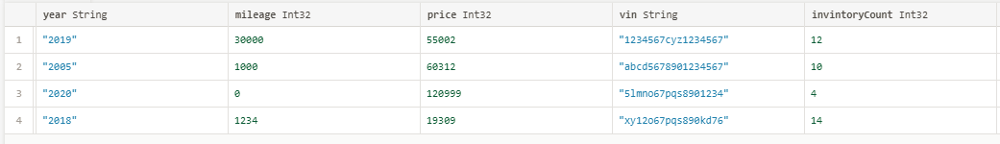 year String mileage Int32 price Int32 vin String invintoryCount Int32
1 "2019" 30000 55002 "1234567cyz1234567" 12
2 "2005" 1000 60312 "abcd5678901234567" 10
3 "2020" 0 120999 "5lmno67pqs8901234" 4
4 "2018" 1234 19309 "xy12o67pqs890kd76" 14